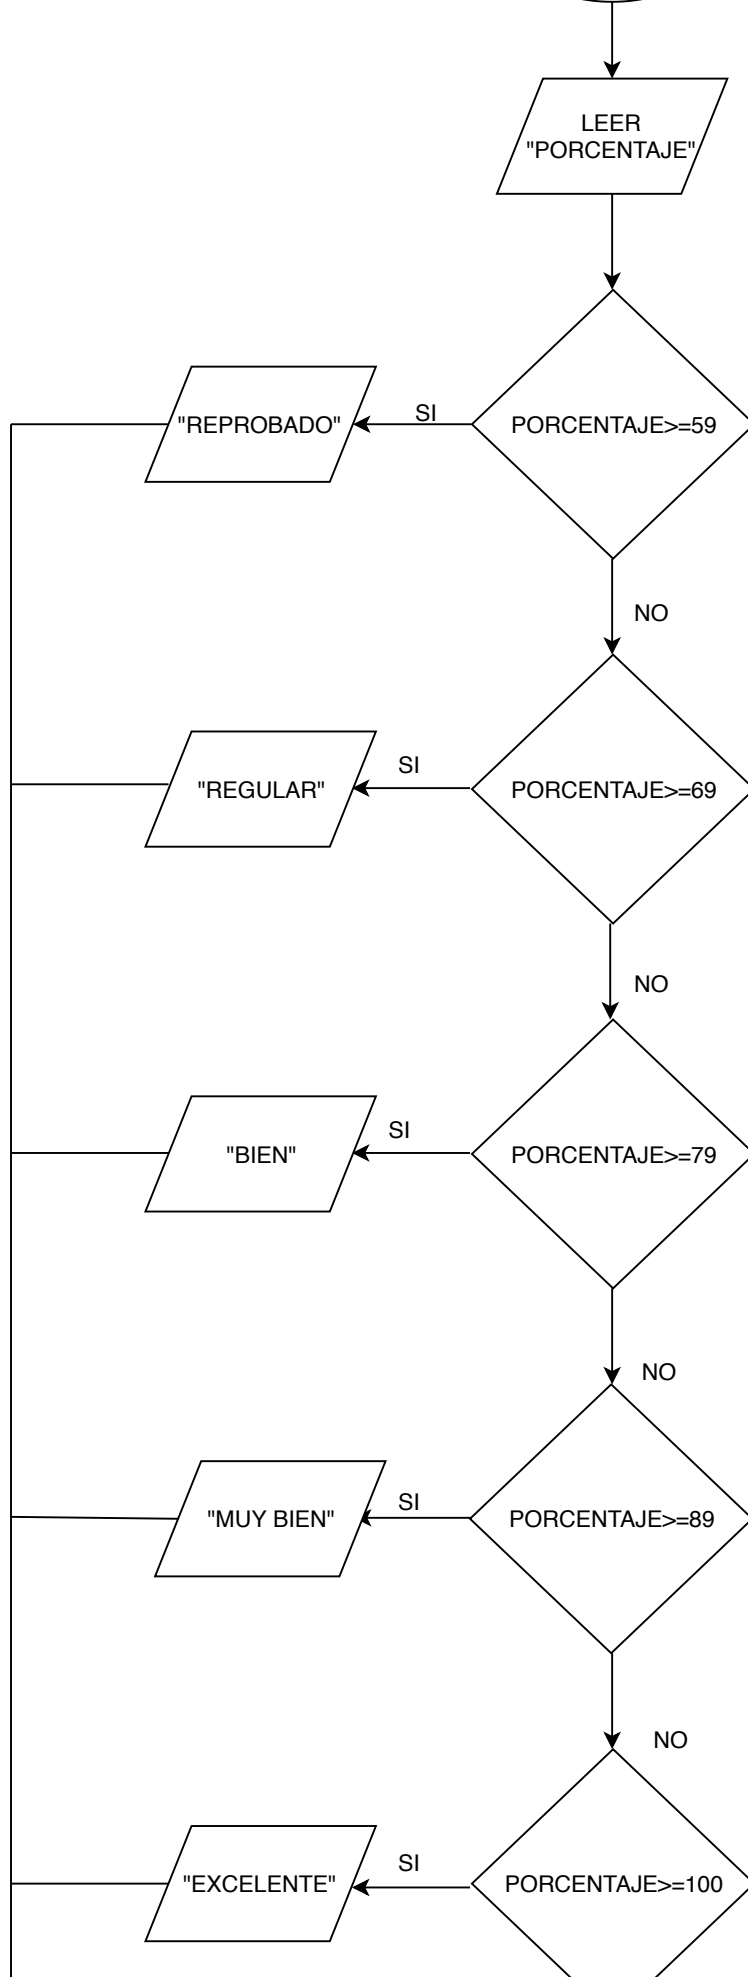 LEER
"PORCENTAJE"
"REPROBADO"
SI
PORCENTAJE>=59
NO
"REGULAR"
SI
PORCENTAJE>=69
NO
"BIEN"
SI
PORCENTAJE>=79
NO
"MUY BIEN"
SI
PORCENTAJE>=89
NO
"EXCELENTE"
SI
PORCENTAJE>=100